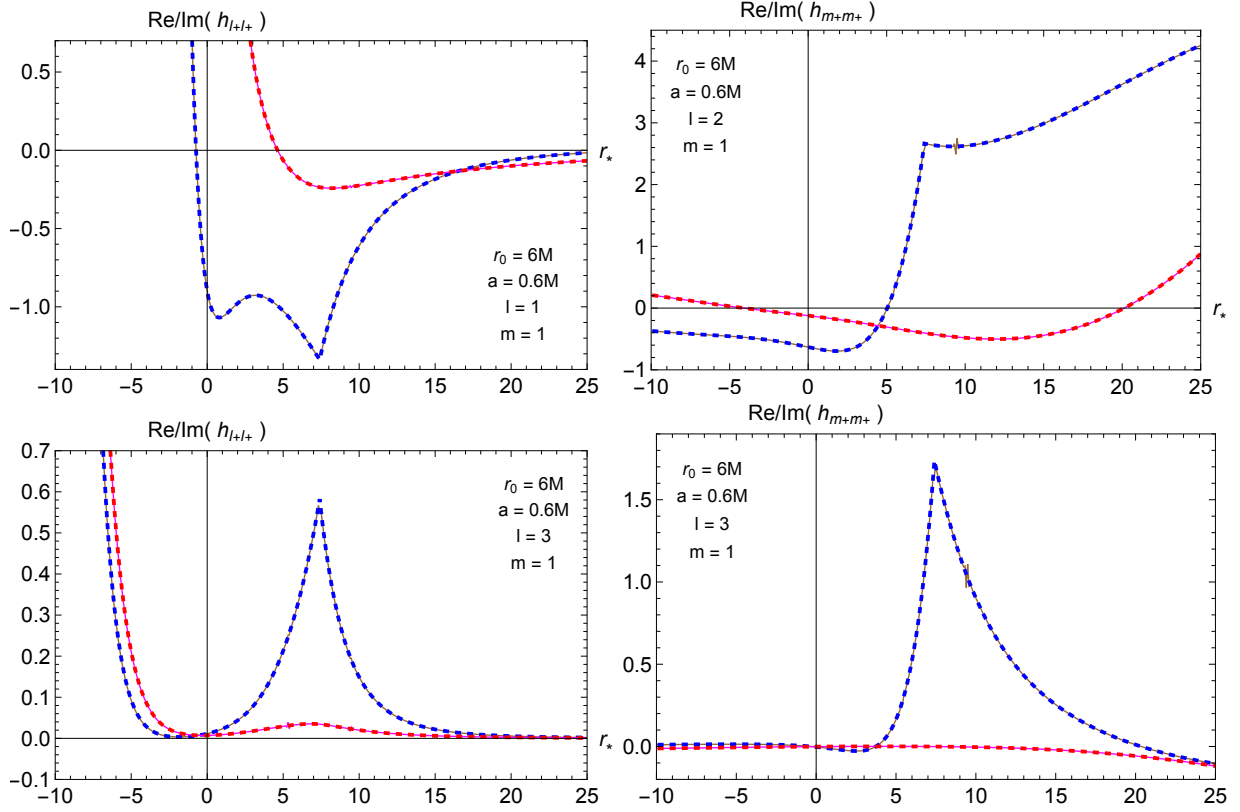 Re/Im( h_{l+l+} )
0.5
0.0
-0.5
-1.0
r_*
r_0 = 6M
a = 0.6M
l = 1
m = 1
-10 -5 0 5 10 15 20 25
Re/Im( h_{m+m+} )
4
3
2
1
0
-1
r_0 = 6M
a = 0.6M
l = 2
m = 1
r_*
-10 -5 0 5 10 15 20 25
Re/Im( h_{l+l+} )
0.7
0.6
0.5
0.4
0.3
0.2
0.1
0.0
-0.1
r_0 = 6M
a = 0.6M
l = 3
m = 1
r_*
-10 -5 0 5 10 15 20 25
Re/Im( h_{m+m+} )
1.5
1.0
0.5
0.0
r_0 = 6M
a = 0.6M
l = 3
m = 1
r_*
-10 -5 0 5 10 15 20 25